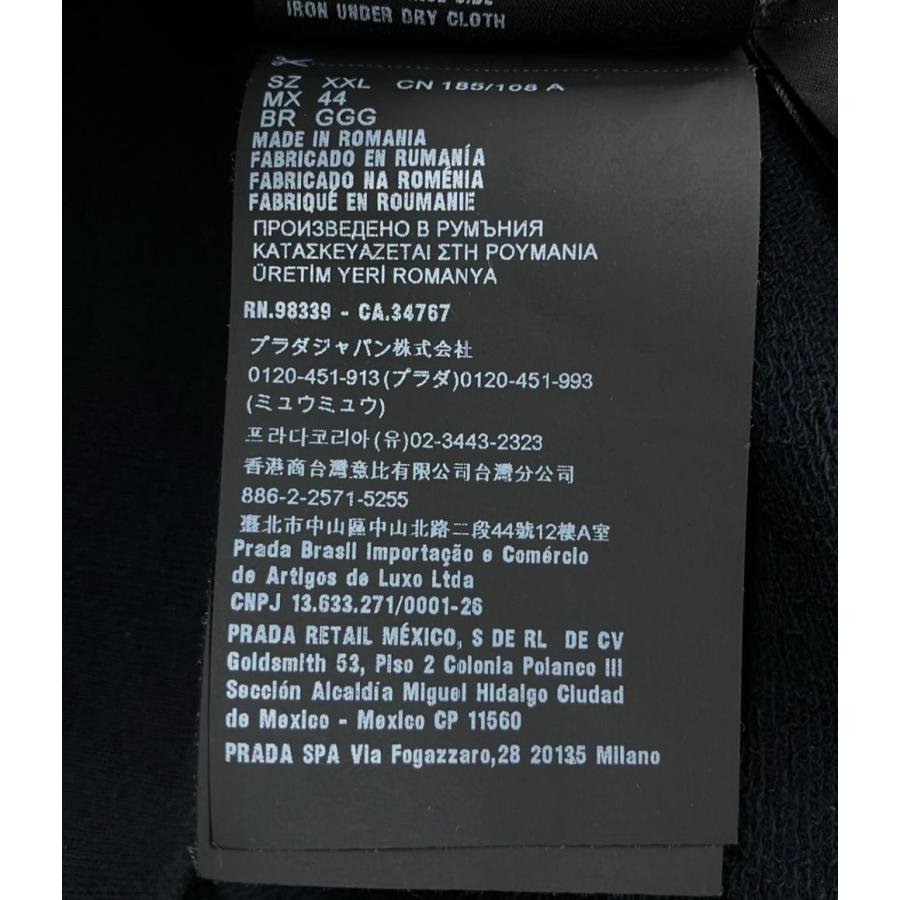 IRON UNDER DRY CLOTH
SZ XXL CN 185/108 A
MX 44
BR GGG
MADE IN ROMANIA
FABRICADO EN RUMANÍA
FABRICADO NA ROMÉNIA
FABRIQUÉ EN ROUMANIE
ПРОИЗВЕДЕНО В РУМЪНИЯ
ΚΑΤΑΣΚΕΥΑΖΕΤΑΙ ΣΤΗ ΡΟΥΜΑΝΙΑ
ÜRETİM YERİ ROMANYA
RN.98339 - CA.34767
プラダジャパン株式会社
0120-451-913(プラダ)0120-451-993
(ミュウミュウ)
프라다코리아(유)02-3443-2323
香港商台灣意比有限公司台灣分公司
886-2-2571-5255
臺北市中山區中山北路二段44號12樓A室
Prada Brasil Importação e Comércio
de Artigos de Luxo Ltda
CNPJ 13.633.271/0001-26
PRADA RETAIL MÉXICO, S DE RL DE CV
Goldsmith 53, Piso 2 Colonia Polanco III
Sección Alcaldía Miguel Hidalgo Ciudad
de Mexico - Mexico CP 11560
PRADA SPA Via Fogazzaro,28 20135 Milano